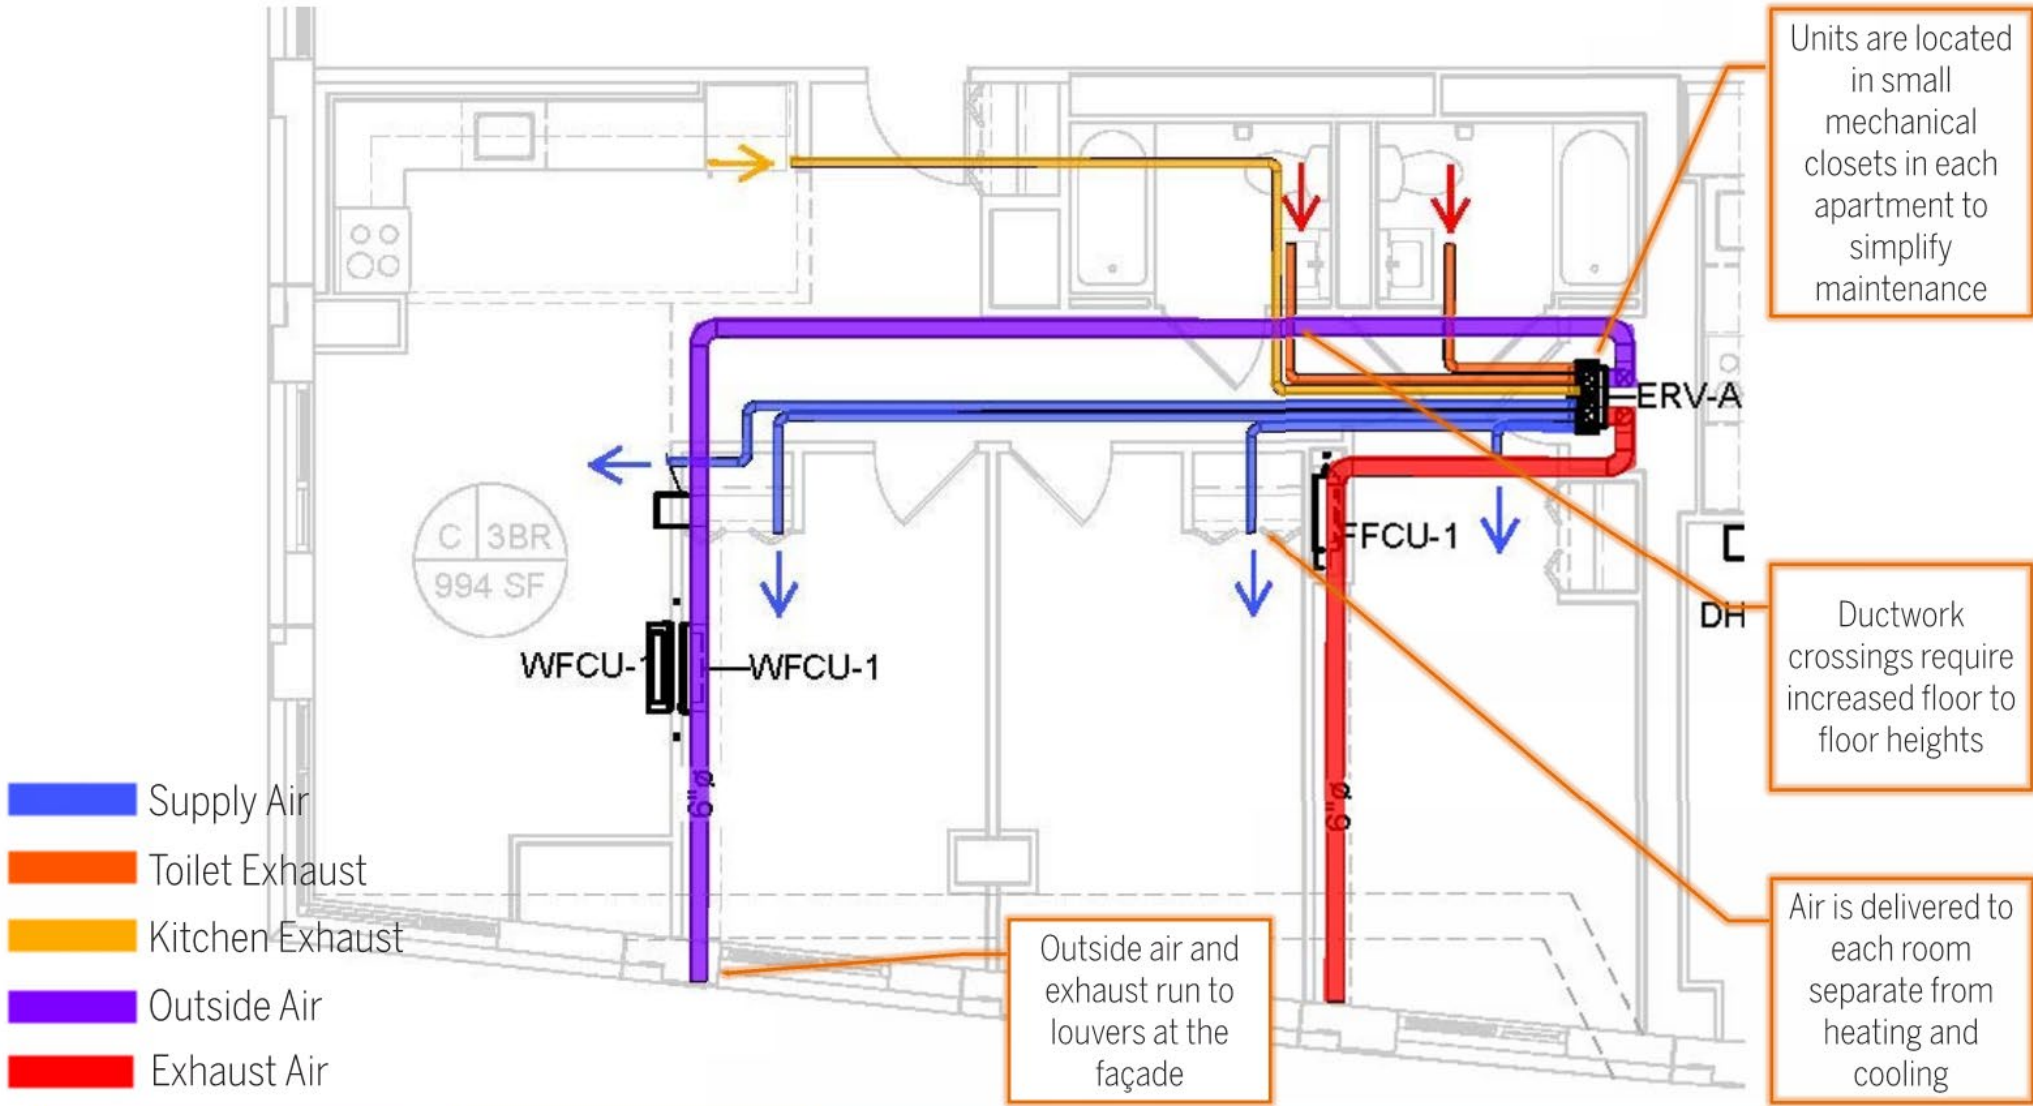 Units are located
in small
mechanical
closets in each
apartment to
simplify
maintenance
ERV-A
C 3BR
994 SF
FFCU-1
WFCU-1
WFCU-1
DH
Ductwork
crossings require
increased floor to
floor heights
6"ø
6"ø
Supply Air
Toilet Exhaust
Kitchen Exhaust
Outside Air
Exhaust Air
Outside air and
exhaust run to
louvers at the
façade
Air is delivered to
each room
separate from
heating and
cooling